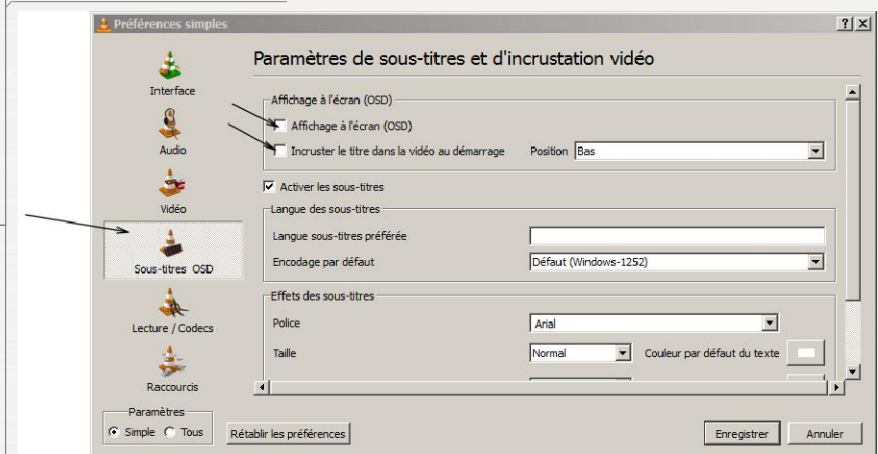 Préférences simples
Paramètres de sous-titres et d'incrustation vidéo
Interface
Audio
Vidéo
Sous-titres OSD
Lecture / Codecs
Raccourcis
Affichage à l'écran (OSD)
Affichage à l'écran (OSD)
Incruster le titre dans la vidéo au démarrage Position Bas
Activer les sous-titres
Langue des sous-titres
Langue sous-titres préférée
Encodage par défaut Défaut (Windows-1252)
Effets des sous-titres
Police Arial
Taille Normal Couleur par défaut du texte
Paramètres
Simple Tous
Rétablir les préférences
Enregistrer Annuler